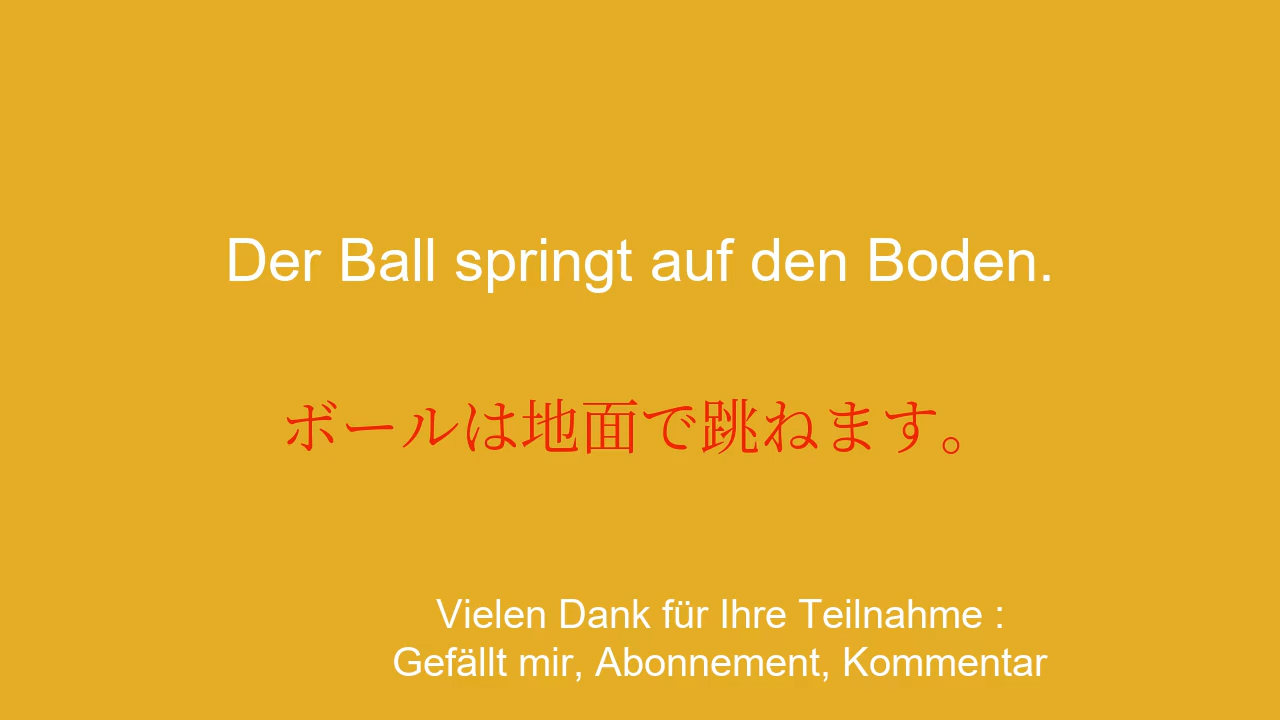 Der Ball springt auf den Boden.
ボールは地面で跳ねます。
Vielen Dank für Ihre Teilnahme :
Gefällt mir, Abonnement, Kommentar